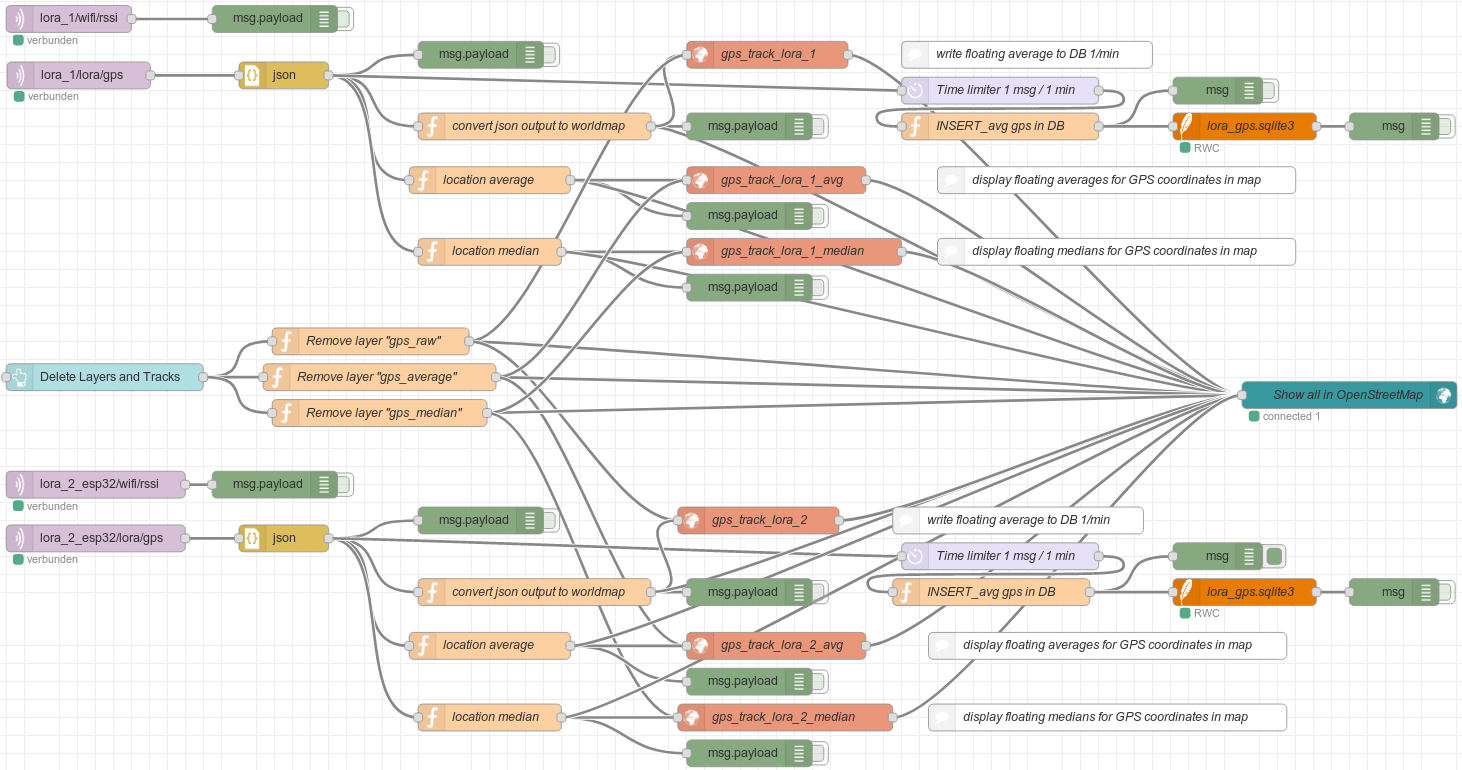 lora_1/wifi/rssi
msg.payload
verbunden
msg.payload
gps_track_lora_1
write floating average to DB 1/min
lora_1/lora/gps
json
verbunden
Time limiter 1 msg / 1 min
msg
convert json output to worldmap
msg.payload
INSERT_avg gps in DB
lora_gps.sqlite3
msg
RWC
location average
gps_track_lora_1_avg
display floating averages for GPS coordinates in map
msg.payload
location median
gps_track_lora_1_median
display floating medians for GPS coordinates in map
msg.payload
Remove layer "gps_raw"
Delete Layers and Tracks
Remove layer "gps_average"
Remove layer "gps_median"
Show all in OpenStreetMap
connected 1
lora_2_esp32/wifi/rssi
msg.payload
verbunden
msg.payload
gps_track_lora_2
write floating average to DB 1/min
lora_2_esp32/lora/gps
json
verbunden
Time limiter 1 msg / 1 min
msg
convert json output to worldmap
msg.payload
INSERT_avg gps in DB
lora_gps.sqlite3
msg
RWC
location average
gps_track_lora_2_avg
display floating averages for GPS coordinates in map
msg.payload
location median
gps_track_lora_2_median
display floating medians for GPS coordinates in map
msg.payload